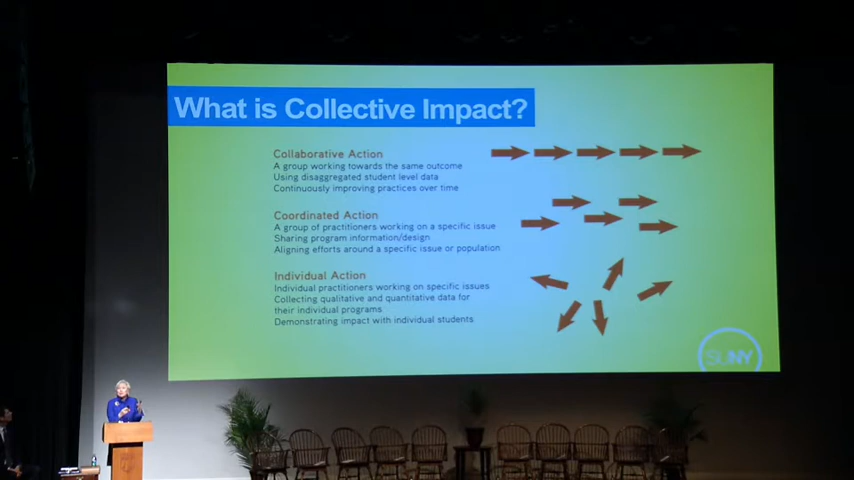 What is Collective Impact?
Collaborative Action
A group working towards the same outcome
Using disaggregated student level data
Continuously improving practices over time
Coordinated Action
A group of practitioners working on a specific issue
Sharing program information/design
Aligning efforts around a specific issue or population
Individual Action
Individual practitioners working on specific issues
Collecting qualitative and quantitative data for
their individual programs
Demonstrating impact with individual students
SUNY